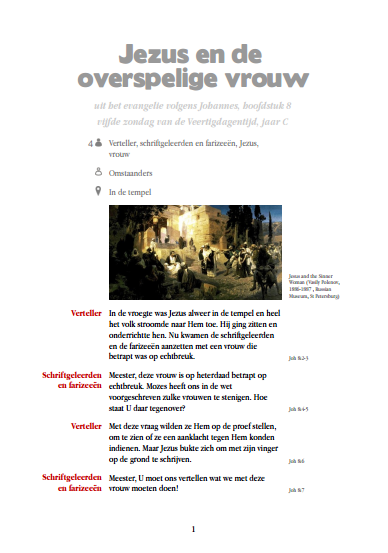 Jezus en de
overspelige vrouw
uit het evangelie volgens Johannes, hoofdstuk 8
vijfde zondag van de Veertigdagentijd, jaar C
4 Verteller, schriftgeleerden en farizeeën, Jezus,
vrouw
Omstaanders
In de tempel
Jesus and the Sinner
Woman (Vasily Polenov,
1886-1887 , Russian
Museum, St Petersburg)
Verteller In de vroegte was Jezus alweer in de tempel en heel
het volk stroomde naar Hem toe. Hij ging zitten en
onderrichtte hen. Nu kwamen de schriftgeleerden
en de farizeeën aanzetten met een vrouw die
betrapt was op echtbreuk. Joh 8,2-3
Schriftgeleerden Meester, deze vrouw is op heterdaad betrapt op
en farizeeën echtbreuk. Mozes heeft ons in de wet
voorgeschreven zulke vrouwen te stenigen. Hoe
staat U daar tegenover? Joh 8,4-5
Verteller Met deze vraag wilden ze Hem op de proef stellen,
om te zien of ze een aanklacht tegen Hem konden
indienen. Maar Jezus bukte zich om met zijn vinger
op de grond te schrijven. Joh 8,6
Schriftgeleerden Meester, U moet ons vertellen wat we met deze
en farizeeën vrouw moeten doen! Joh 8,7
1